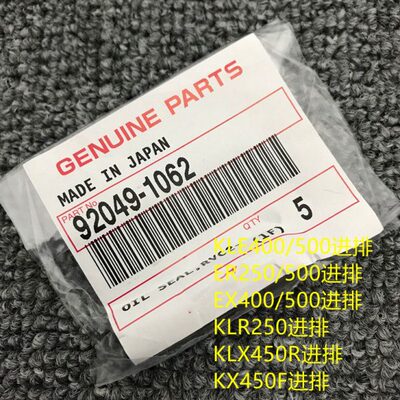 GENUINE PARTS
MADE IN JAPAN
PART No
92049-1062
QTY
5
KLE400/500进排
ER250/500进排
EX400/500进排
KLR250进排
KLX450R进排
KX450F进排